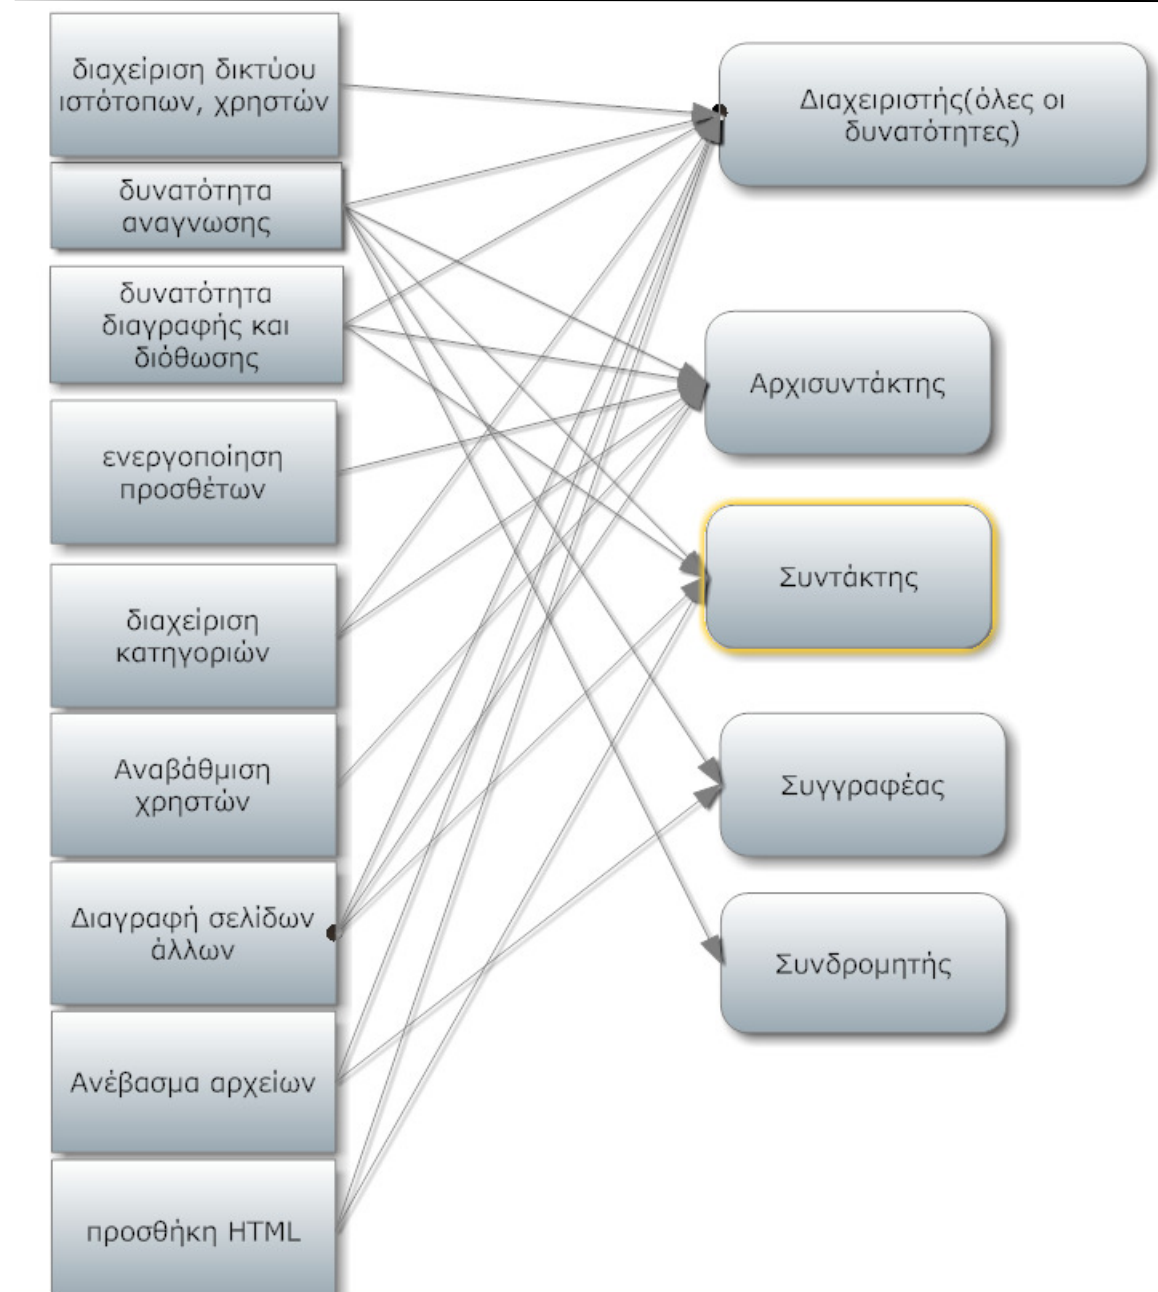 διαχείριση δικτύου
ιστότοπων, χρηστών
δυνατότητα
αναγνωσης
δυνατότητα
διαγραφής και
διόθωσης
ενεργοποίηση
προσθέτων
διαχείριση
κατηγοριών
Αναβάθμιση
χρηστών
Διαγραφή σελίδων
άλλων
Ανέβασμα αρχείων
προσθήκη HTML
Διαχειριστής(όλες οι
δυνατότητες)
Αρχισυντάκτης
Συντάκτης
Συγγραφέας
Συνδρομητής